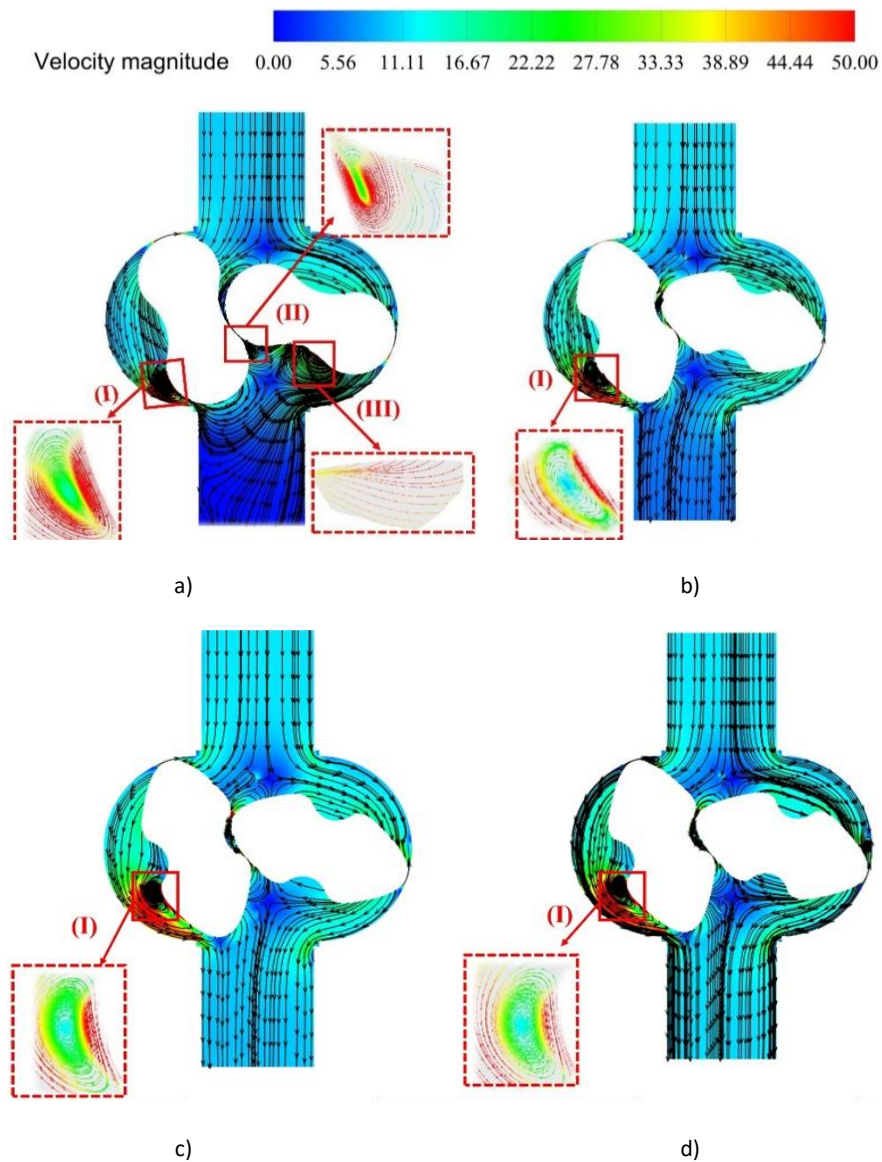 Velocity magnitude 0.00 5.56 11.11 16.67 22.22 27.78 33.33 38.89 44.44 50.00
(II)
(I)
(III)
(I)
a)
b)
(I)
(I)
c)
d)